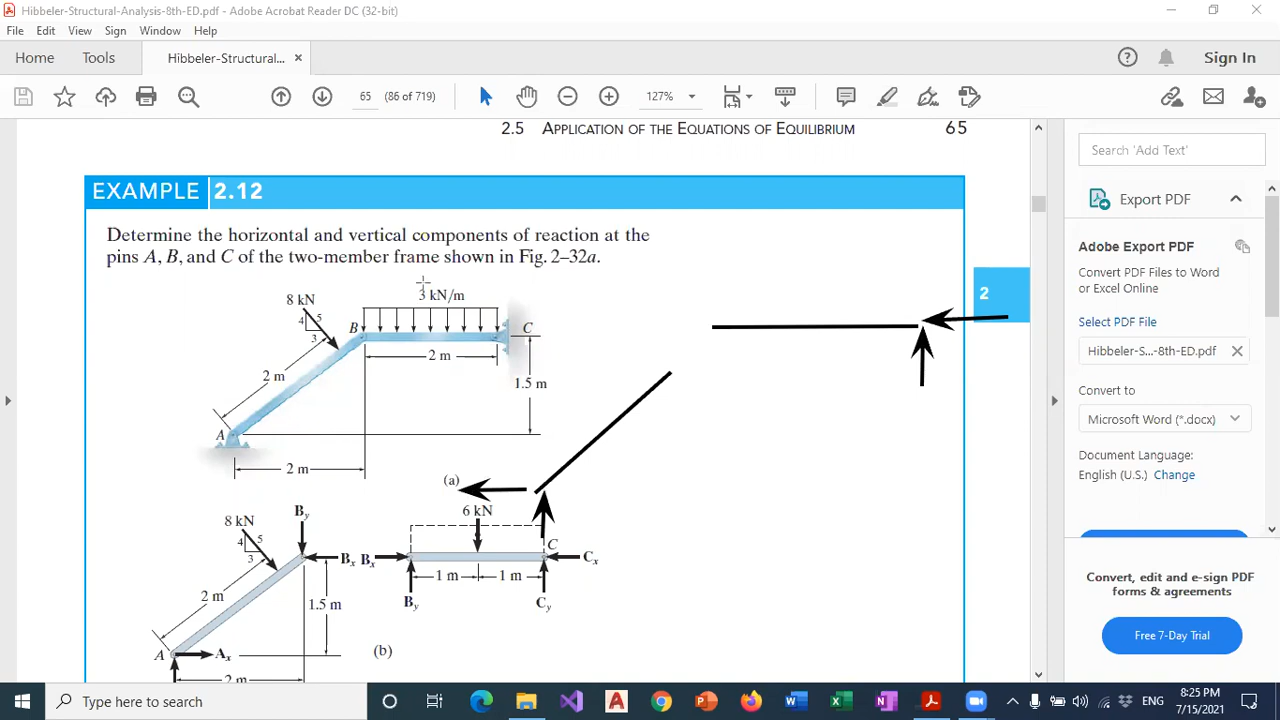 Hibbeler-Structural-Analysis-8th-ED.pdf - Adobe Acrobat Reader DC (32-bit)
File Edit View Sign Window Help
Home Tools Hibbeler-Structural... × Sign In
65 (86 of 719) 127%
2.5 APPLICATION OF THE EQUATIONS OF EQUILIBRIUM 65
EXAMPLE 2.12
Determine the horizontal and vertical components of reaction at the
pins A, B, and C of the two-member frame shown in Fig. 2–32a.
3 kN/m
8 kN
4 5
3
B
C
2 m
2 m
1.5 m
A
2 m
(a)
8 kN
4 5
3
By
6 kN
C
Bx Bx
Cx
2 m
1 m 1 m
1.5 m
By
Cy
A
Ax
(b)
2 m
2
Search 'Add Text'
Export PDF
Adobe Export PDF
Convert PDF Files to Word
or Excel Online
Select PDF File
Hibbeler-S...-8th-ED.pdf ×
Convert to
Microsoft Word (*.docx)
Document Language:
English (U.S.) Change
Convert, edit and e-sign PDF
forms & agreements
Free 7-Day Trial
Type here to search
ENG
8:25 PM
7/15/2021